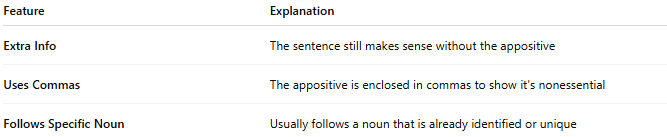 Feature Explanation
Extra Info The sentence still makes sense without the appositive
Uses Commas The appositive is enclosed in commas to show it's nonessential
Follows Specific Noun Usually follows a noun that is already identified or unique